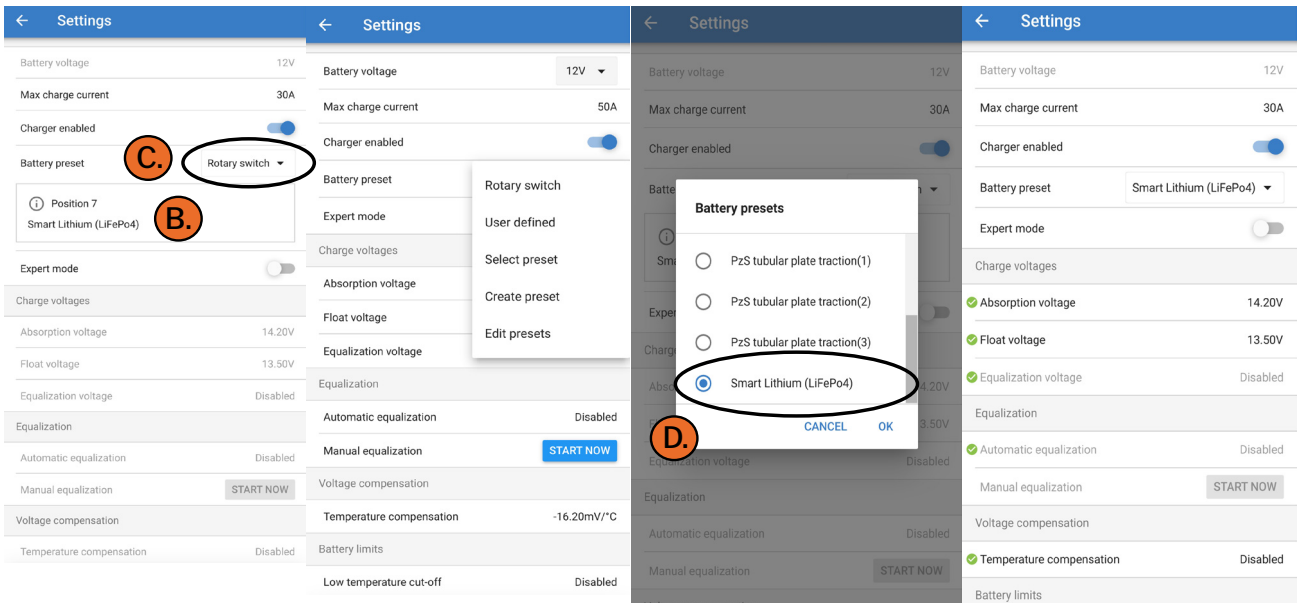 Settings
Battery voltage 12V
Max charge current 30A
Charger enabled
Battery preset C. Rotary switch
Position 7
Smart Lithium (LiFePo4) B.
Expert mode
Charge voltages
Absorption voltage 14.20V
Float voltage 13.50V
Equalization voltage Disabled
Equalization
Automatic equalization Disabled
Manual equalization START NOW
Voltage compensation
Temperature compensation Disabled
Settings
Battery voltage 12V
Max charge current 50A
Charger enabled
Battery preset
Expert mode
Charge voltages
Absorption voltage
Float voltage
Equalization voltage
Rotary switch
User defined
Select preset
Create preset
Edit presets
Equalization
Automatic equalization Disabled
Manual equalization START NOW
Voltage compensation
Temperature compensation -16.20mV/°C
Battery limits
Low temperature cut-off Disabled
Settings
Battery voltage 12V
Max charge current 30A
Charger enabled
Batte
Sma
Exper
Charg
Abso 4.20V
3.50V
Battery presets
PzS tubular plate traction(1)
PzS tubular plate traction(2)
PzS tubular plate traction(3)
Smart Lithium (LiFePo4)
CANCEL OK
D.
Equalization voltage Disabled
Equalization
Automatic equalization Disabled
Manual equalization START NOW
Settings
Battery voltage 12V
Max charge current 30A
Charger enabled
Battery preset Smart Lithium (LiFePo4)
Expert mode
Charge voltages
Absorption voltage 14.20V
Float voltage 13.50V
Equalization voltage Disabled
Equalization
Automatic equalization Disabled
Manual equalization START NOW
Voltage compensation
Temperature compensation Disabled
Battery limits